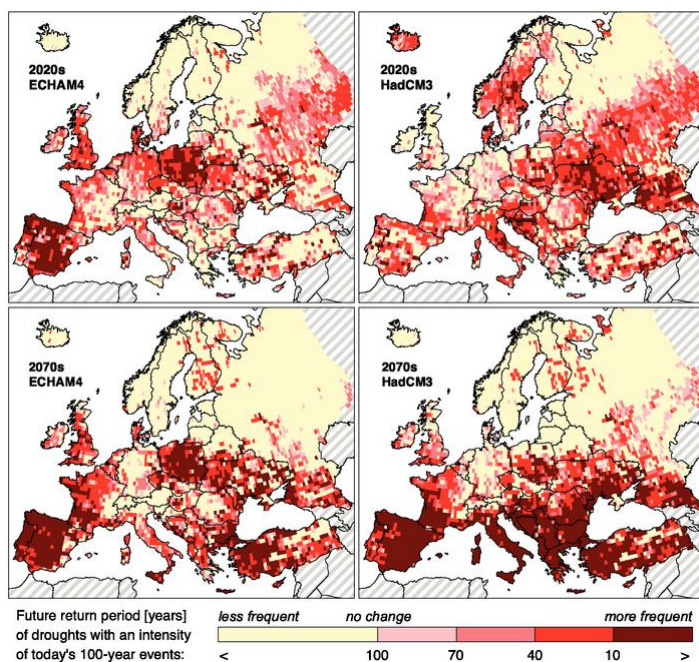 2020s
ECHAM4
2020s
HadCM3
2070s
ECHAM4
2070s
HadCM3
Future return period [years]
of droughts with an intensity
of today's 100-year events:
less frequent no change more frequent
< 100 70 40 10 >